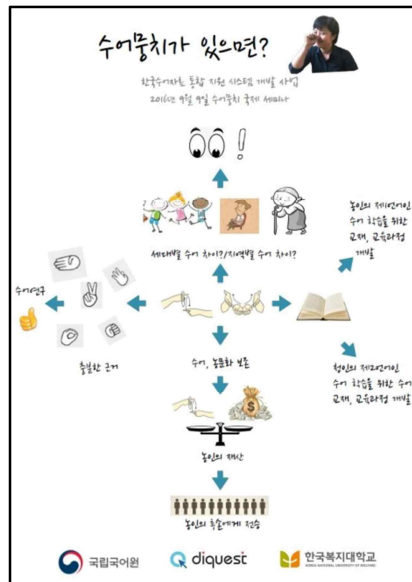 수어뭉치가 있으면?
한국수어자료 통합 지원 시스템 개발 사업
2016년 9월 9일 수어뭉치 국제 세미나
세대별 수어 차이?/지역별 수어 차이?
농인의 제1언어인
수어 학습을 위한
교재, 교육과정
개발
수어연구
충분한 근거
수어, 농문화 보존
청인의 제2언어인
수어 학습을 위한 수어
교재, 교육과정 개발
농인의 재산
농인의 후손에게 전승
국립국어원
diquest
한국복지대학교
KOREA NATIONAL UNIVERSITY OF WELFARE